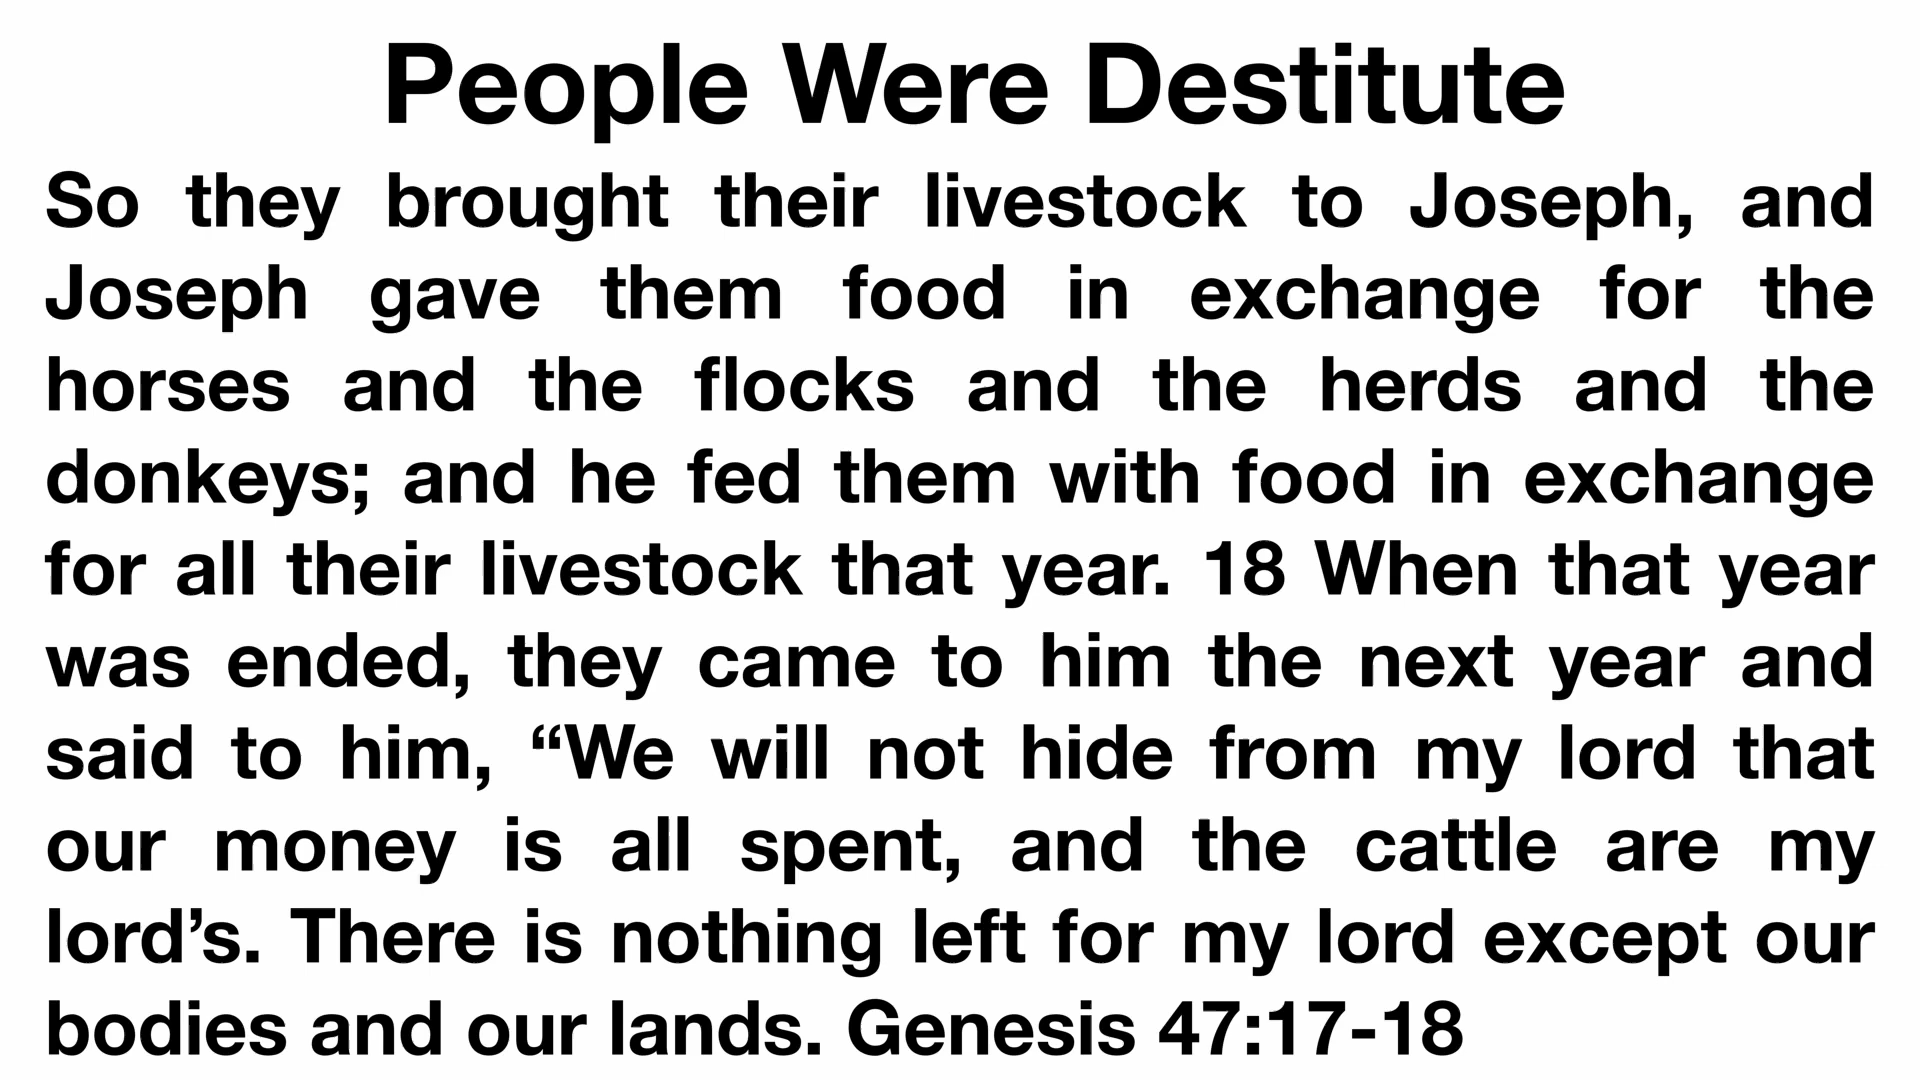 People Were Destitute
So they brought their livestock to Joseph, and
Joseph gave them food in exchange for the
horses and the flocks and the herds and the
donkeys; and he fed them with food in exchange
for all their livestock that year. 18 When that year
was ended, they came to him the next year and
said to him, “We will not hide from my lord that
our money is all spent, and the cattle are my
lord’s. There is nothing left for my lord except our
bodies and our lands. Genesis 47:17-18